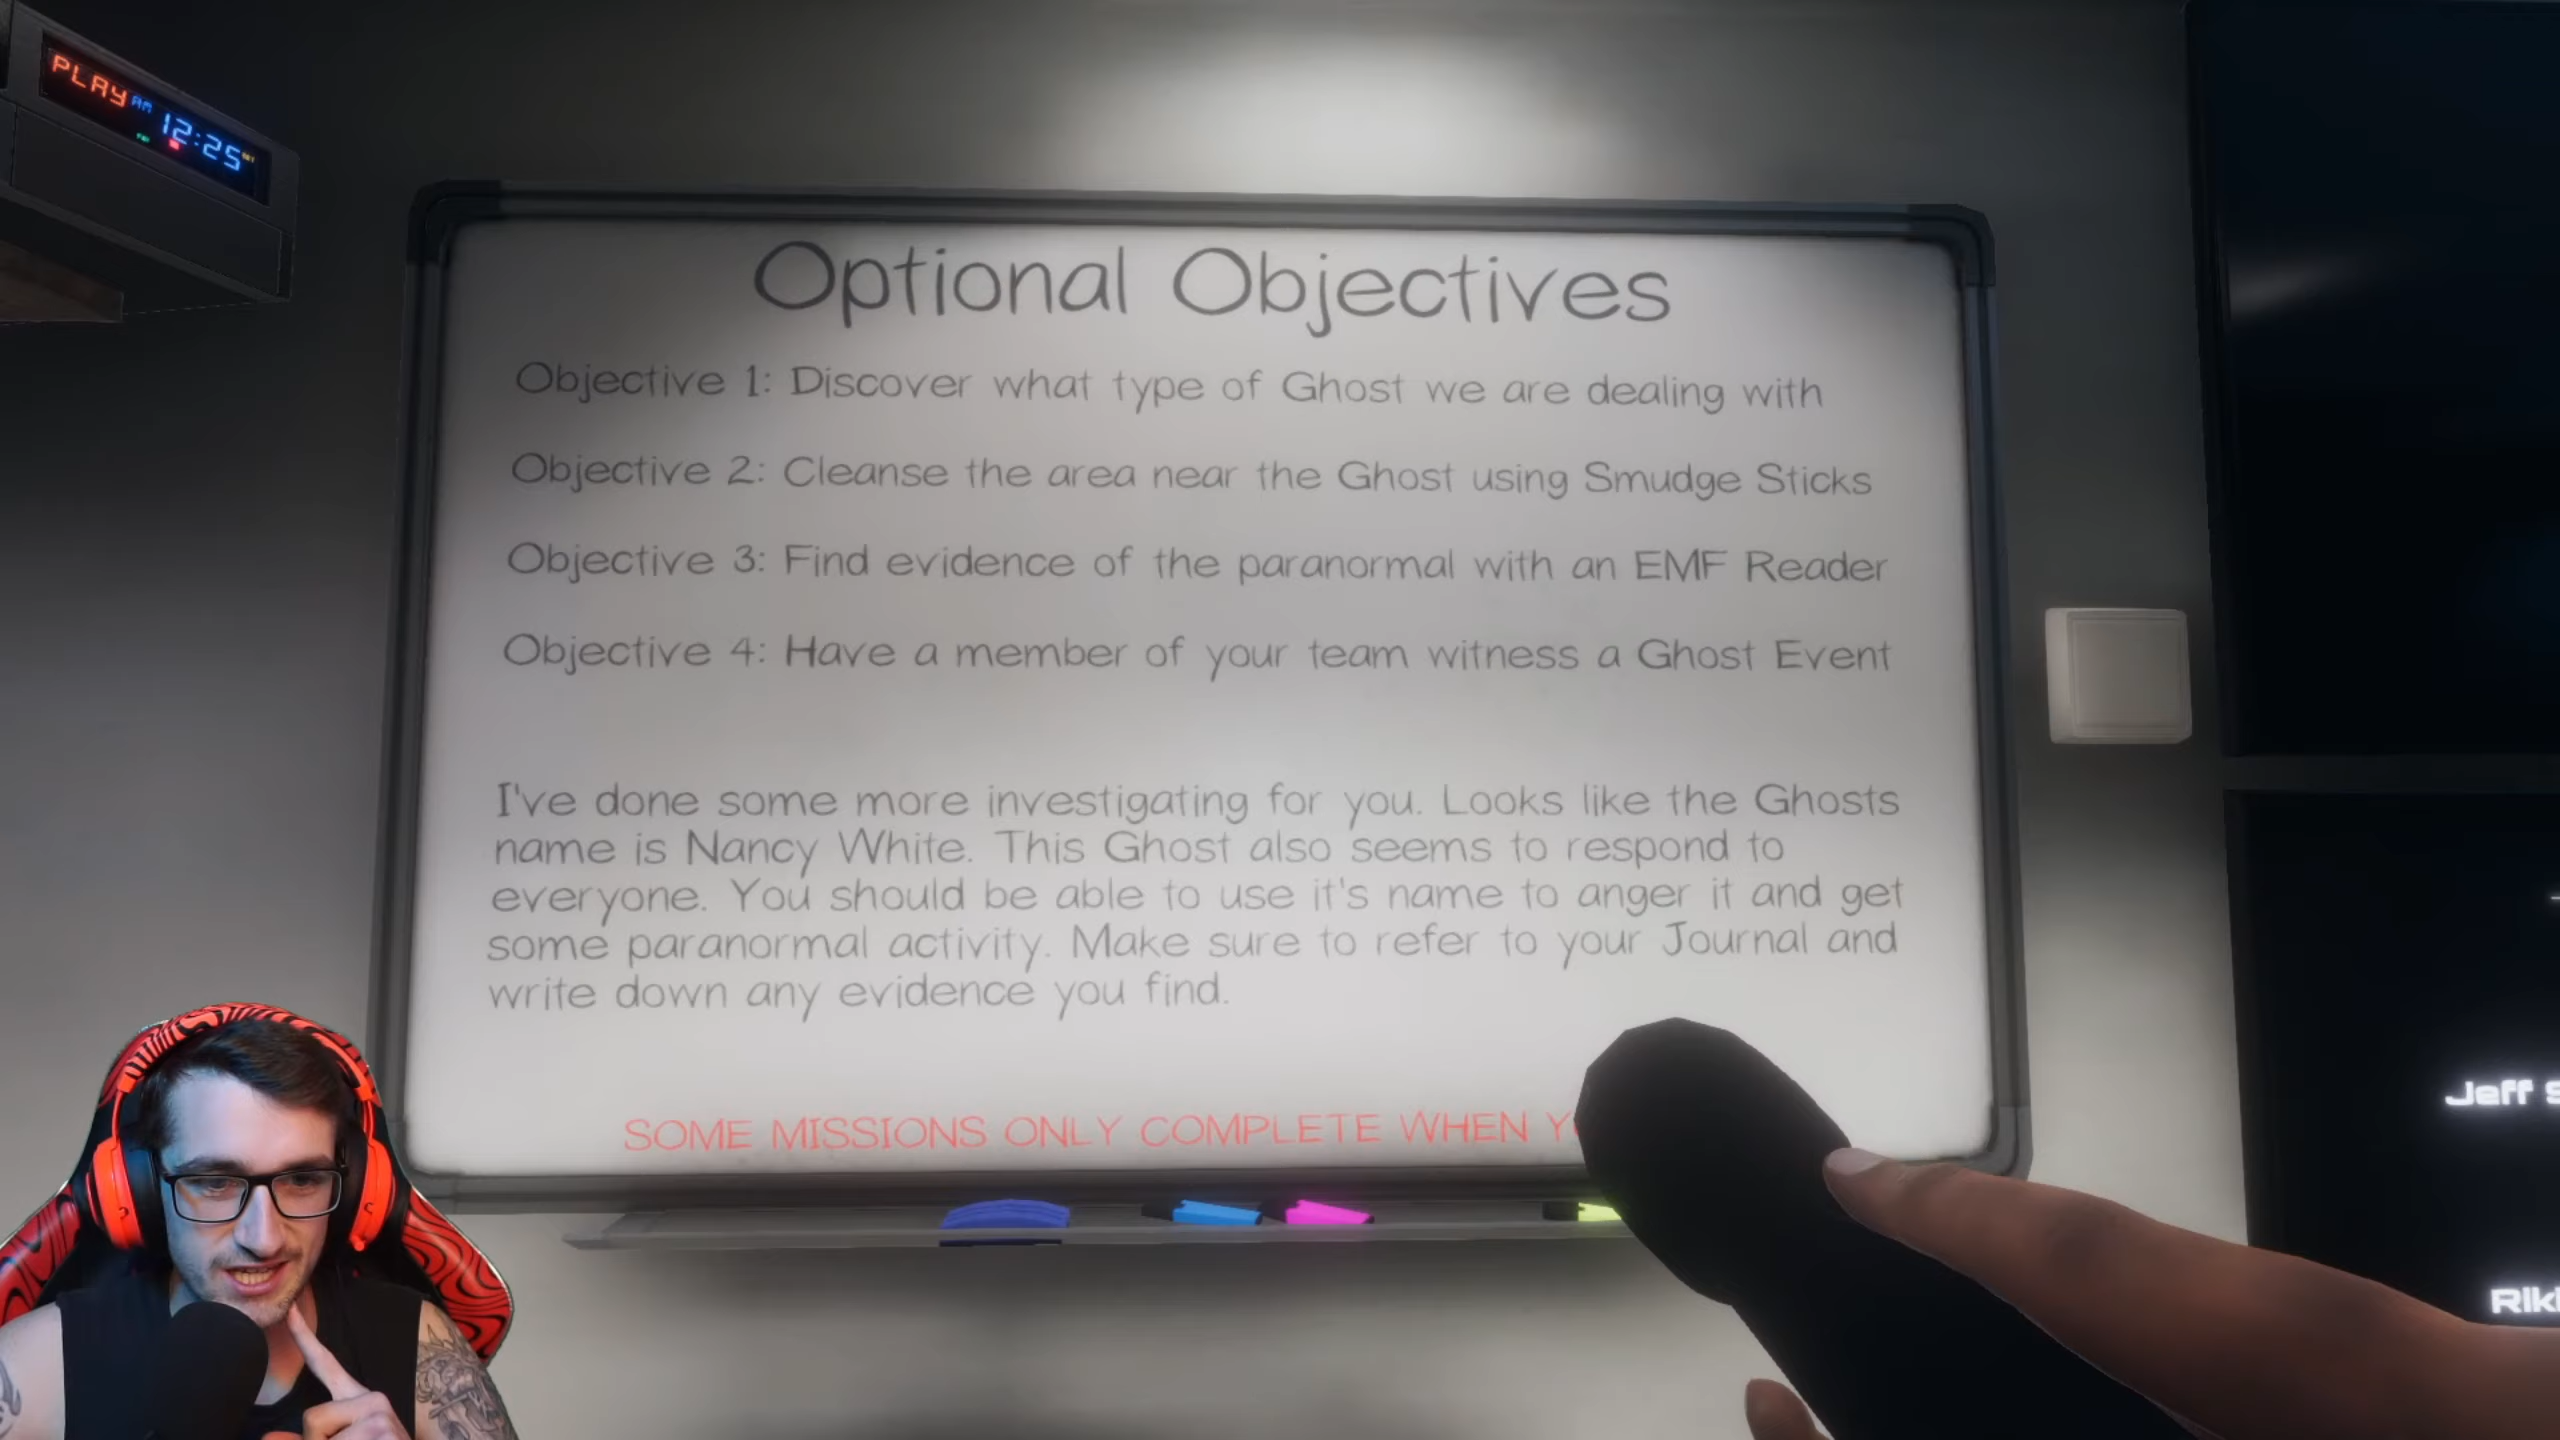 PLAY AM 12:25
Optional Objectives
Objective 1: Discover what type of Ghost we are dealing with
Objective 2: Cleanse the area near the Ghost using Smudge Sticks
Objective 3: Find evidence of the paranormal with an EMF Reader
Objective 4: Have a member of your team witness a Ghost Event
I've done some more investigating for you. Looks like the Ghosts
name is Nancy White. This Ghost also seems to respond to
everyone. You should be able to use it's name to anger it and get
some paranormal activity. Make sure to refer to your Journal and
write down any evidence you find.
SOME MISSIONS ONLY COMPLETE WHEN
Jeff